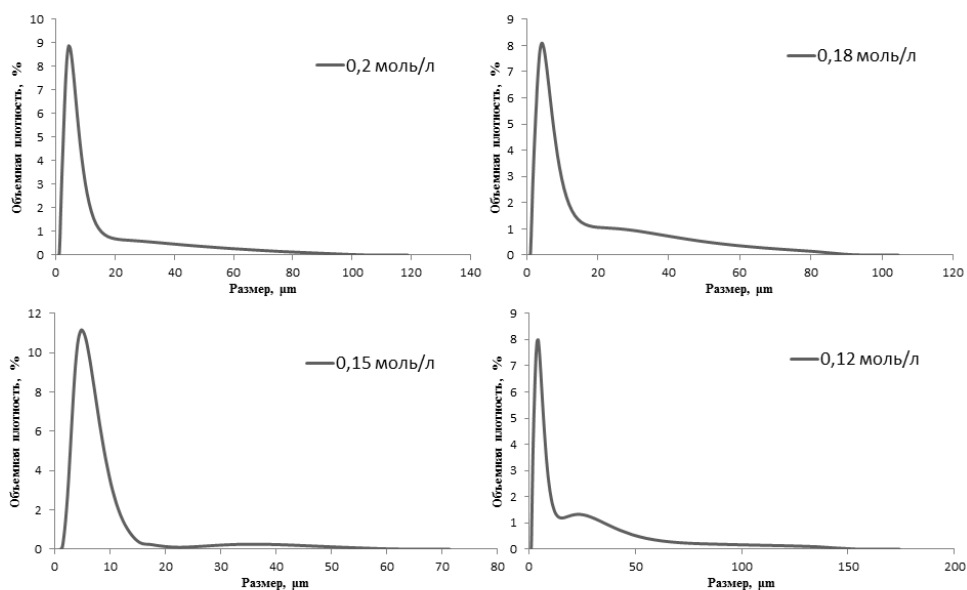 10
9
8
7
6
5
4
3
2
1
0
Объемная плотность, %
0,2 моль/л
0 20 40 60 80 100 120 140
Размер, μm
9
8
7
6
5
4
3
2
1
0
Объемная плотность, %
0,18 моль/л
0 20 40 60 80 100 120
Размер, μm
12
10
8
6
4
2
0
Объемная плотность, %
0,15 моль/л
0 10 20 30 40 50 60 70 80
Размер, μm
9
8
7
6
5
4
3
2
1
0
Объемная плотность, %
0,12 моль/л
0 50 100 150 200
Размер, μm